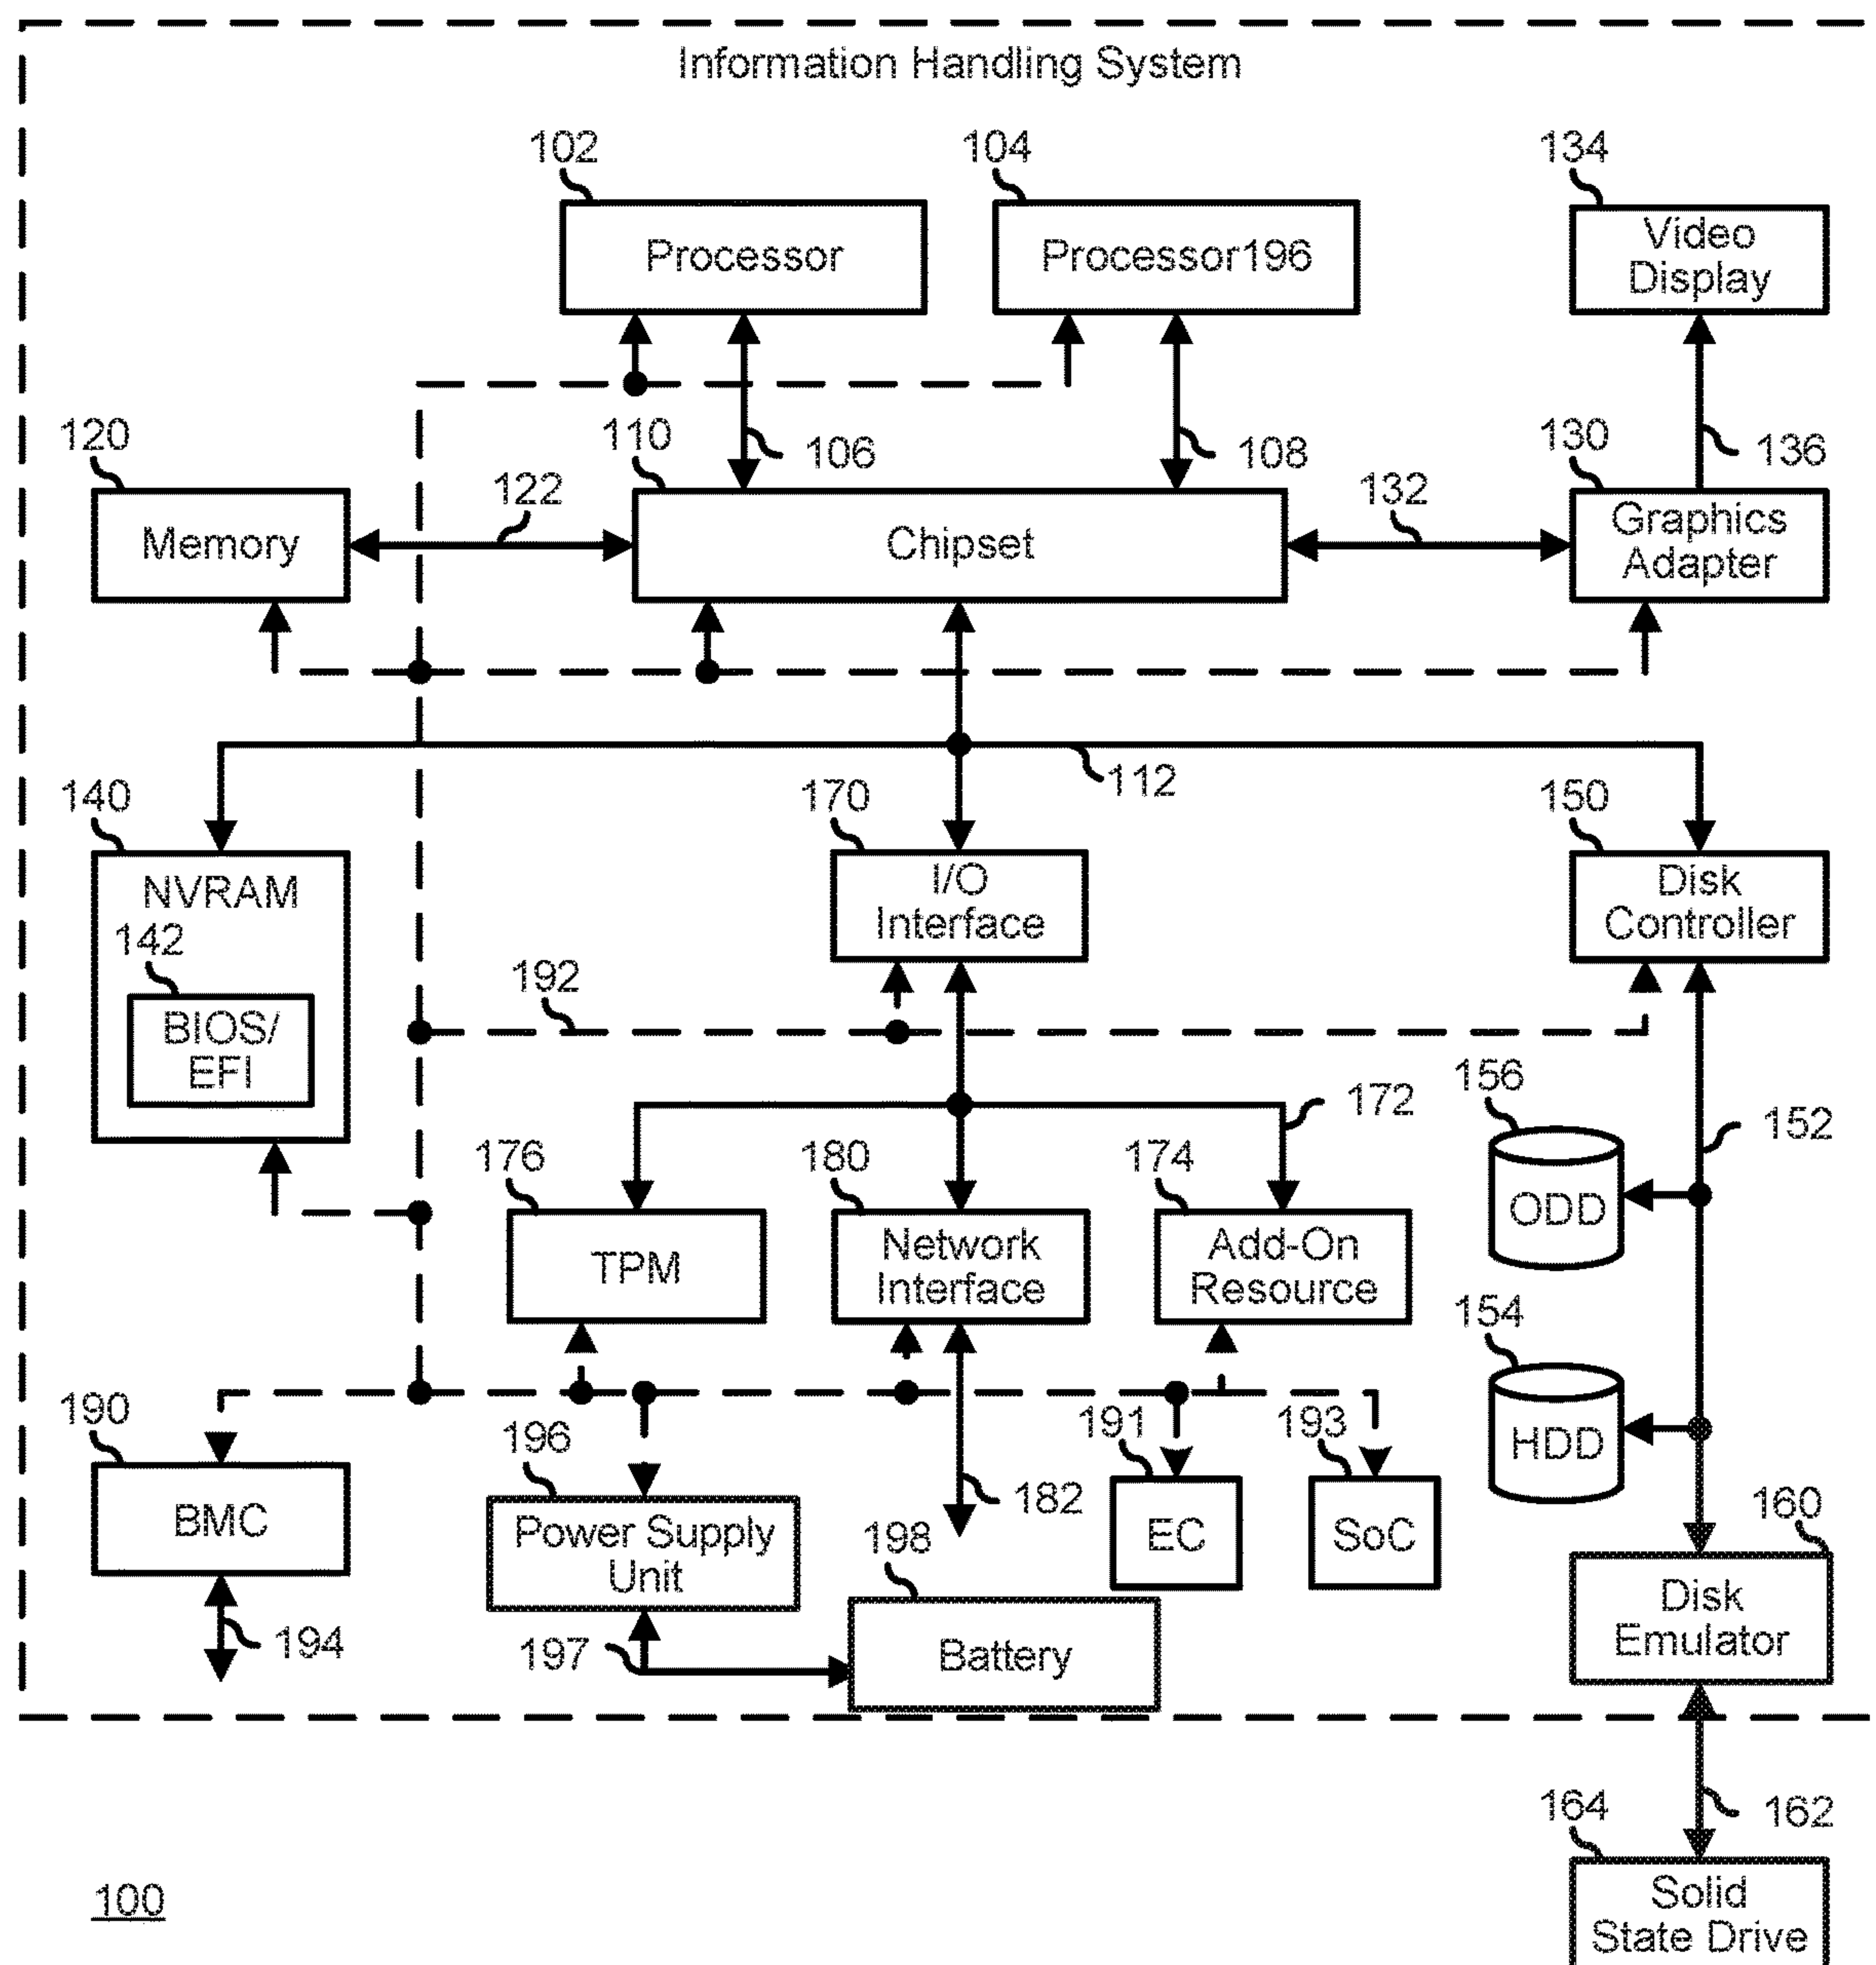 Information Handling System
102
104
134
Processor
Processor196
Video
Display
120
110
106
108
130
136
122
132
Memory
Chipset
Graphics
Adapter
112
140
170
150
NVRAM
I/O
Interface
Disk
Controller
142
BIOS/
EFI
192
156
172
152
176
180
174
ODD
TPM
Network
Interface
Add-On
Resource
154
HDD
190
196
191
193
182
160
BMC
Power Supply
Unit
198
EC
SoC
194
197
Battery
Disk
Emulator
164
162
100
Solid
State Drive